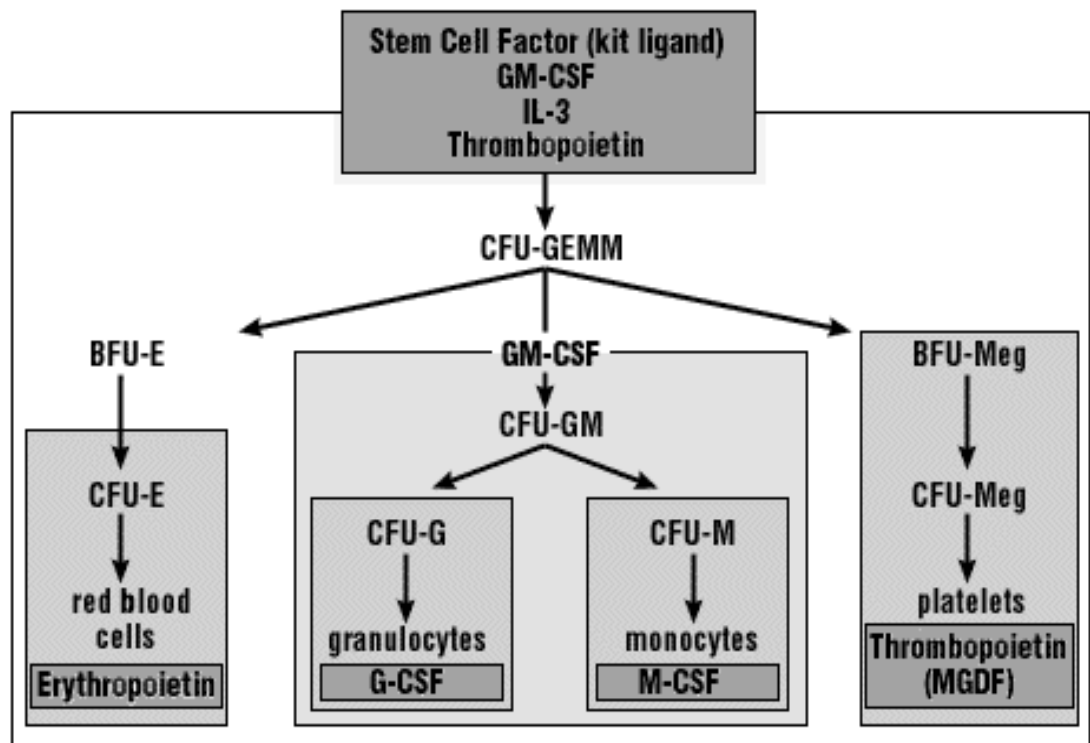 Stem Cell Factor (kit ligand)
GM-CSF
IL-3
Thrombopoietin
CFU-GEMM
BFU-E
GM-CSF
BFU-Meg
CFU-GM
CFU-E
CFU-Meg
CFU-G
CFU-M
red blood
cells
granulocytes
monocytes
platelets
Erythropoietin
G-CSF
M-CSF
Thrombopoietin
(MGDF)